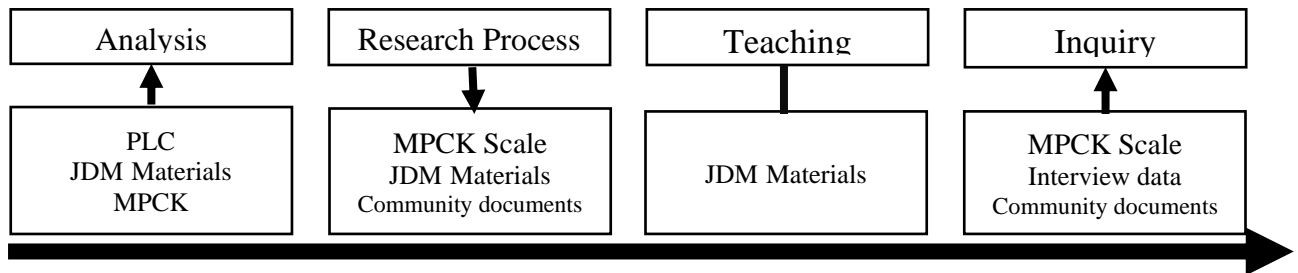 Analysis
Research Process
Teaching
Inquiry
PLC
JDM Materials
MPCK
MPCK Scale
JDM Materials
Community documents
JDM Materials
MPCK Scale
Interview data
Community documents